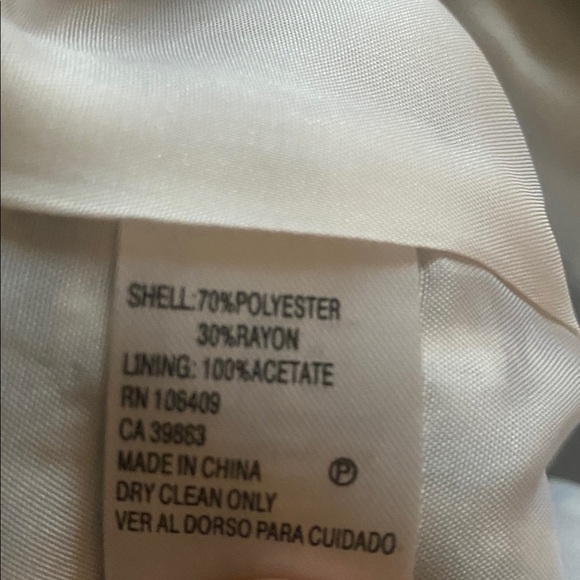 SHELL:70%POLYESTER
30%RAYON
LINING: 100%ACETATE
RN 106409
CA 39863
MADE IN CHINA Ⓟ
DRY CLEAN ONLY
VER AL DORSO PARA CUIDADO